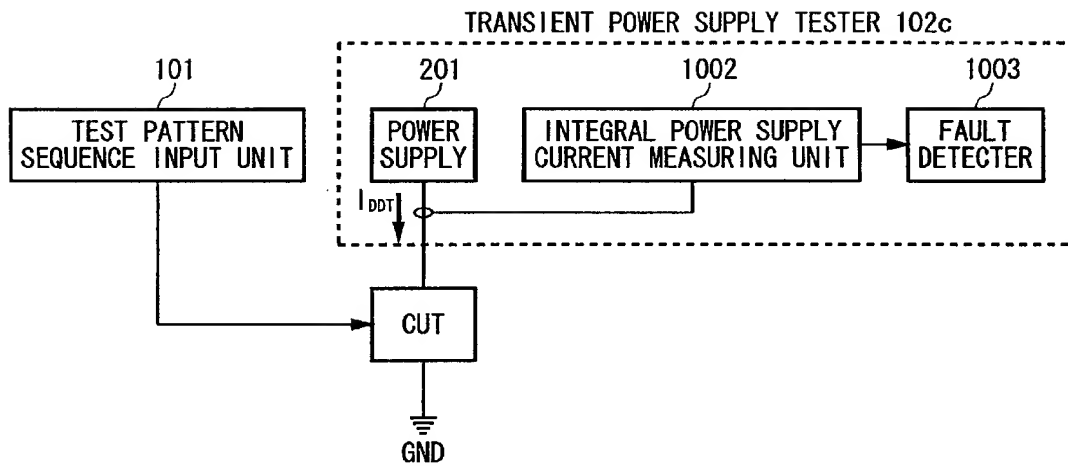 TRANSIENT POWER SUPPLY TESTER 102c
101
201
1002
1003
TEST PATTERN
SEQUENCE INPUT UNIT
POWER
SUPPLY
INTEGRAL POWER SUPPLY
CURRENT MEASURING UNIT
FAULT
DETECTER
IDDT
CUT
GND